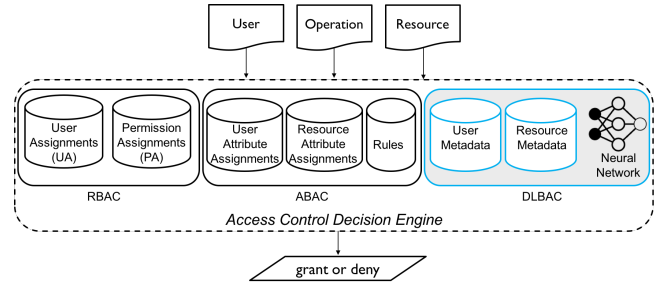 User
Operation
Resource
User
Assignments
(UA)
Permission
Assignments
(PA)
User
Attribute
Assignments
Resource
Attribute
Assignments
Rules
User
Metadata
Resource
Metadata
Neural
Network
RBAC
ABAC
DLBAC
Access Control Decision Engine
grant or deny